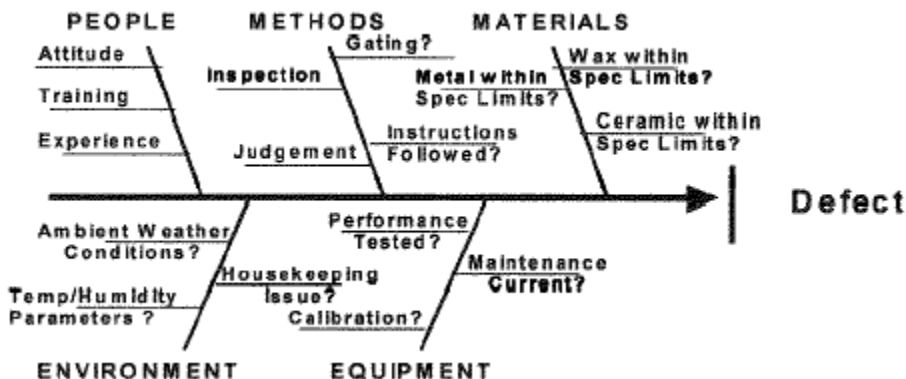 PEOPLE METHODS MATERIALS
Attitude
Training
Experience
Gating?
Inspection
Judgement
Instructions
Followed?
Metal within
Spec Limits?
Wax within
Spec Limits?
Ceramic within
Spec Limits?
Defect
Ambient Weather
Conditions?
Temp/Humidity
Parameters ?
Housekeeping
Issue?
Performance
Tested?
Calibration?
Maintenance
Current?
ENVIRONMENT EQUIPMENT